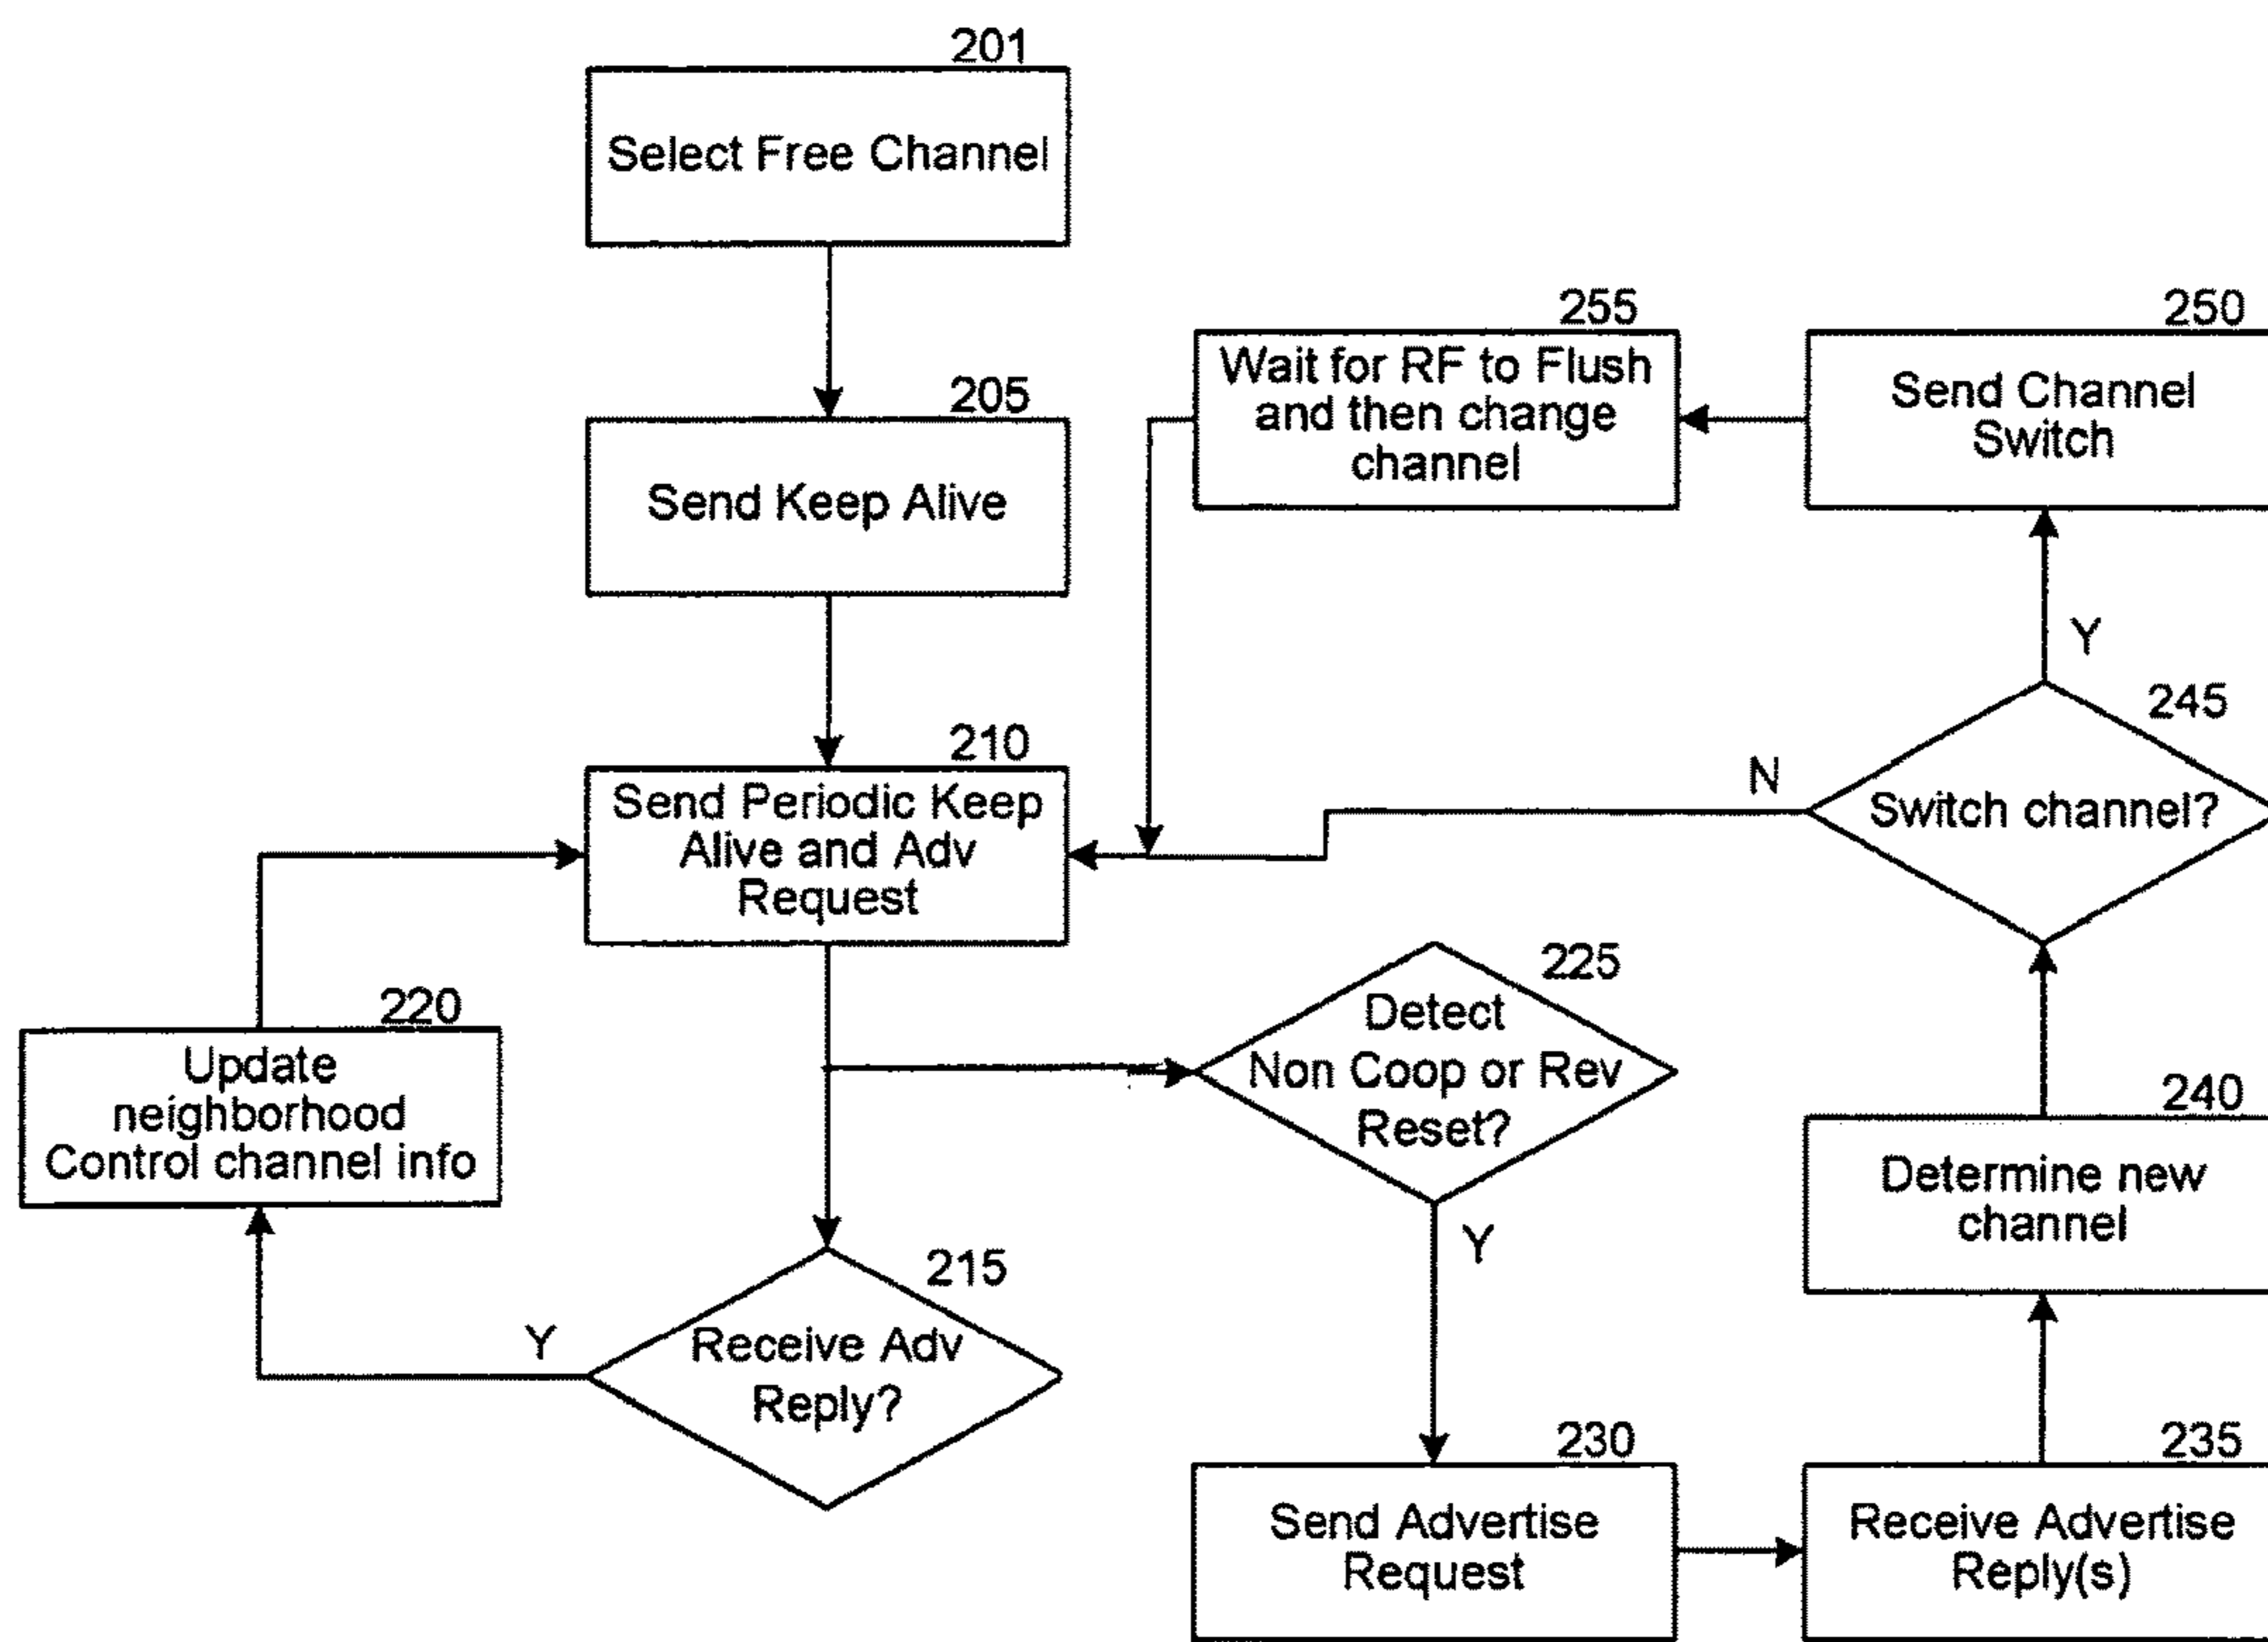 201
Select Free Channel
205
Send Keep Alive
210
Send Periodic Keep
Alive and Adv
Request
220
Update
neighborhood
Control channel info
215
Receive Adv
Reply?
Y
225
Detect
Non Coop or Rev
Reset?
Y
230
Send Advertise
Request
235
Receive Advertise
Reply(s)
240
Determine new
channel
245
Switch channel?
N
Y
250
Send Channel
Switch
255
Wait for RF to Flush
and then change
channel